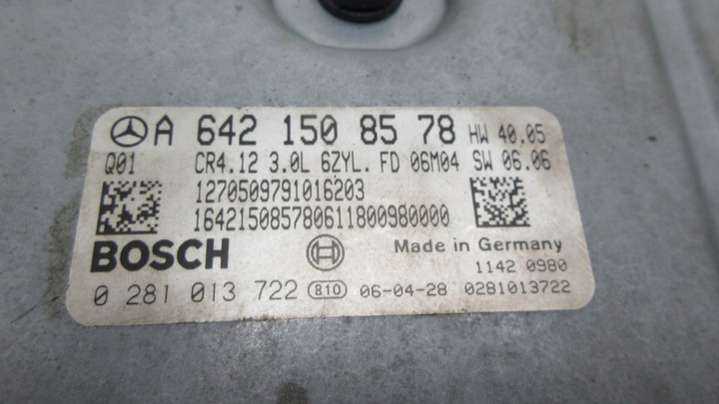 A 642 150 85 78 HW 40.05
Q01 CR4.12 3.0L 6ZYL. FD 06M04 SW 06.06
1270509791016203
164215085780611800980000
BOSCH Made in Germany
1142 0980
0 281 013 722 810 06-04-28 0281013722